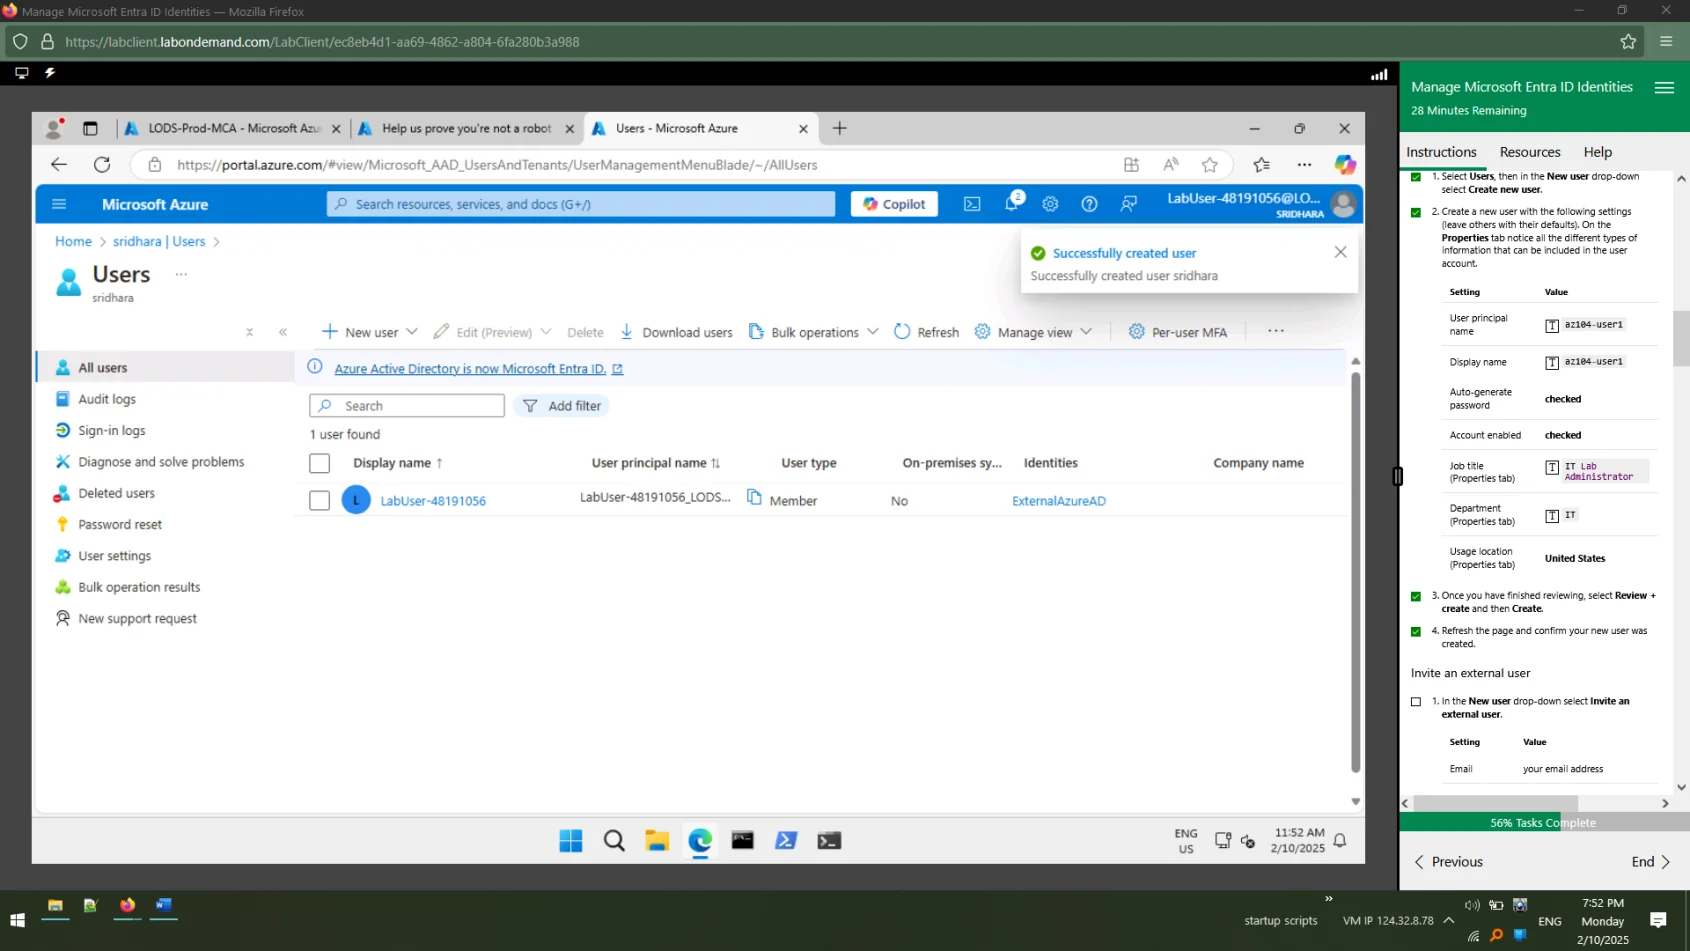 Manage Microsoft Entra ID Identities — Mozilla Firefox
https://labclient.labondemand.com/LabClient/ec8eb4d1-aa69-4862-a804-6fa280b3a988
LODS-Prod-MCA - Microsoft Azu
Help us prove you're not a robot
Users - Microsoft Azure
https://portal.azure.com/#view/Microsoft_AAD_UsersAndTenants/UserManagementMenuBlade/~/AllUsers
Microsoft Azure
Search resources, services, and docs (G+/)
Copilot
2
LabUser-48191056@LO...
SRIDHARA
Home > sridhara | Users >
Users ...
sridhara
Successfully created user
Successfully created user sridhara
New user
Edit (Preview)
Delete
Download users
Bulk operations
Refresh
Manage view
Per-user MFA
...
All users
Audit logs
Sign-in logs
Diagnose and solve problems
Deleted users
Password reset
User settings
Bulk operation results
New support request
Azure Active Directory is now Microsoft Entra ID.
Search
Add filter
1 user found
Display name ↑
User principal name ↑↓
User type
On-premises sy...
Identities
Company name
L
LabUser-48191056
LabUser-48191056_LODS...
Member
No
ExternalAzureAD
ENG
US
11:52 AM
2/10/2025
Manage Microsoft Entra ID Identities
28 Minutes Remaining
Instructions
Resources
Help
1. Select Users, then in the New user drop-down
select Create new user.
2. Create a new user with the following settings
(leave others with their defaults). On the
Properties tab notice all the different types of
information that can be included in the user
account.
Setting Value
User principal
name
T az104-user1
Display name T az104-user1
Auto-generate
password
checked
Account enabled checked
Job title
(Properties tab)
T IT Lab
Administrator
Department
(Properties tab)
T IT
Usage location
(Properties tab)
United States
3. Once you have finished reviewing, select Review +
create and then Create.
4. Refresh the page and confirm your new user was
created.
Invite an external user
1. In the New user drop-down select Invite an
external user.
Setting Value
Email your email address
56% Tasks Complete
< Previous
End >
startup scripts
»
VM IP 124.32.8.78
ENG
7:52 PM
Monday
2/10/2025